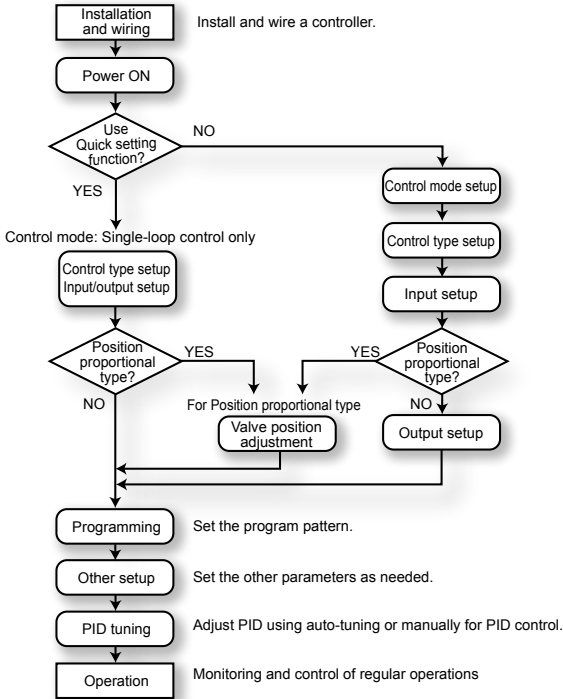 Installation
and wiring
Install and wire a controller.
Power ON
Use
Quick setting
function?
NO
YES
Control mode setup
Control mode: Single-loop control only
Control type setup
Control type setup
Input/output setup
Input setup
Position
proportional
type?
YES
YES
Position
proportional
type?
NO
For Position proportional type
NO
Valve position
adjustment
Output setup
Programming
Set the program pattern.
Other setup
Set the other parameters as needed.
PID tuning
Adjust PID using auto-tuning or manually for PID control.
Operation
Monitoring and control of regular operations